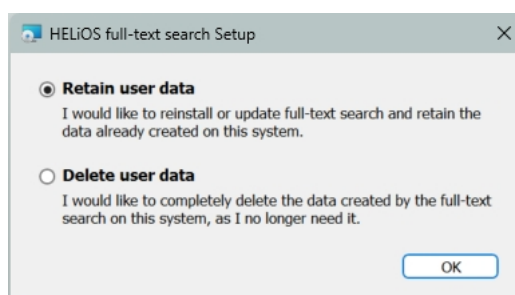 HELiOS full-text search Setup
Retain user data
I would like to reinstall or update full-text search and retain the
data already created on this system.
Delete user data
I would like to completely delete the data created by the full-text
search on this system, as I no longer need it.
OK